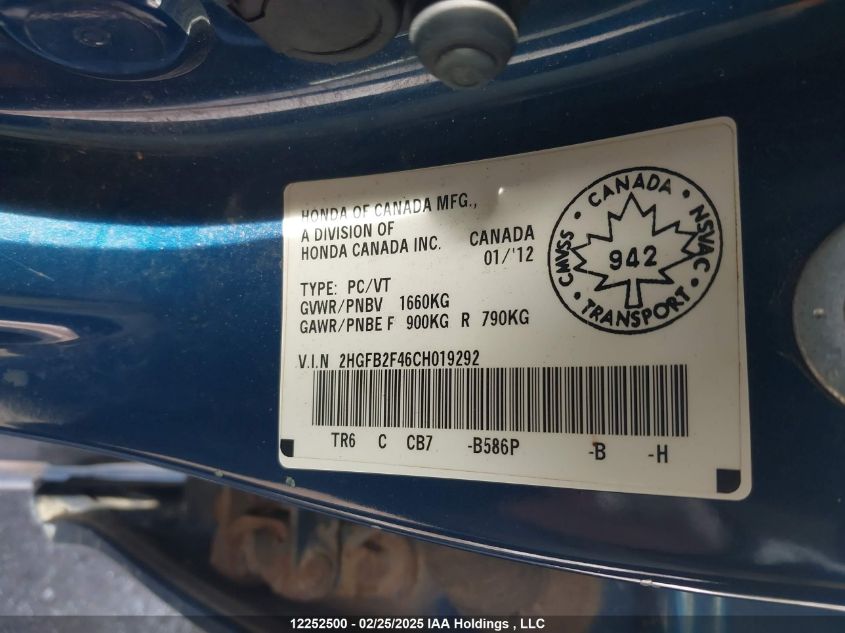 HONDA OF CANADA MFG.,
A DIVISION OF
HONDA CANADA INC. CANADA
01/'12
TYPE: PC/VT
GVWR/PNBV 1660KG
GAWR/PNBE F 900KG R 790KG
V.I.N 2HGFB2F46CH019292
TR6 C CB7 -B586P -B -H
CMVSS • CANADA • NSVAC
942
• TRANSPORT •
12252500 - 02/25/2025 IAA Holdings , LLC